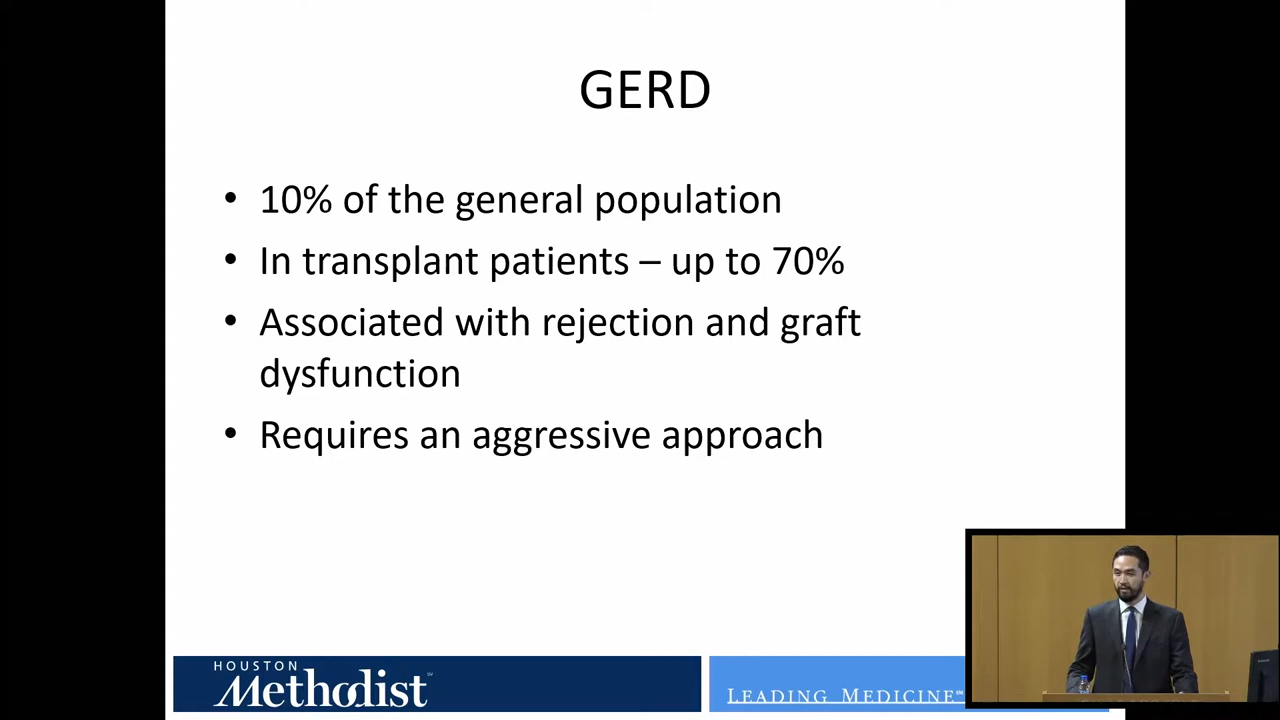 GERD
• 10% of the general population
• In transplant patients – up to 70%
• Associated with rejection and graft
dysfunction
• Requires an aggressive approach
HOUSTON
Methodist
LEADING MEDICINE℠